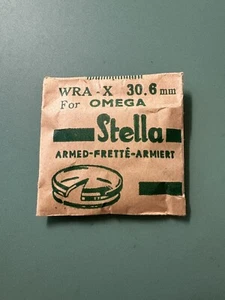 WRA - X 30.6 mm
For OMEGA
Stella
ARMED-FRETTÉ-ARMIERT